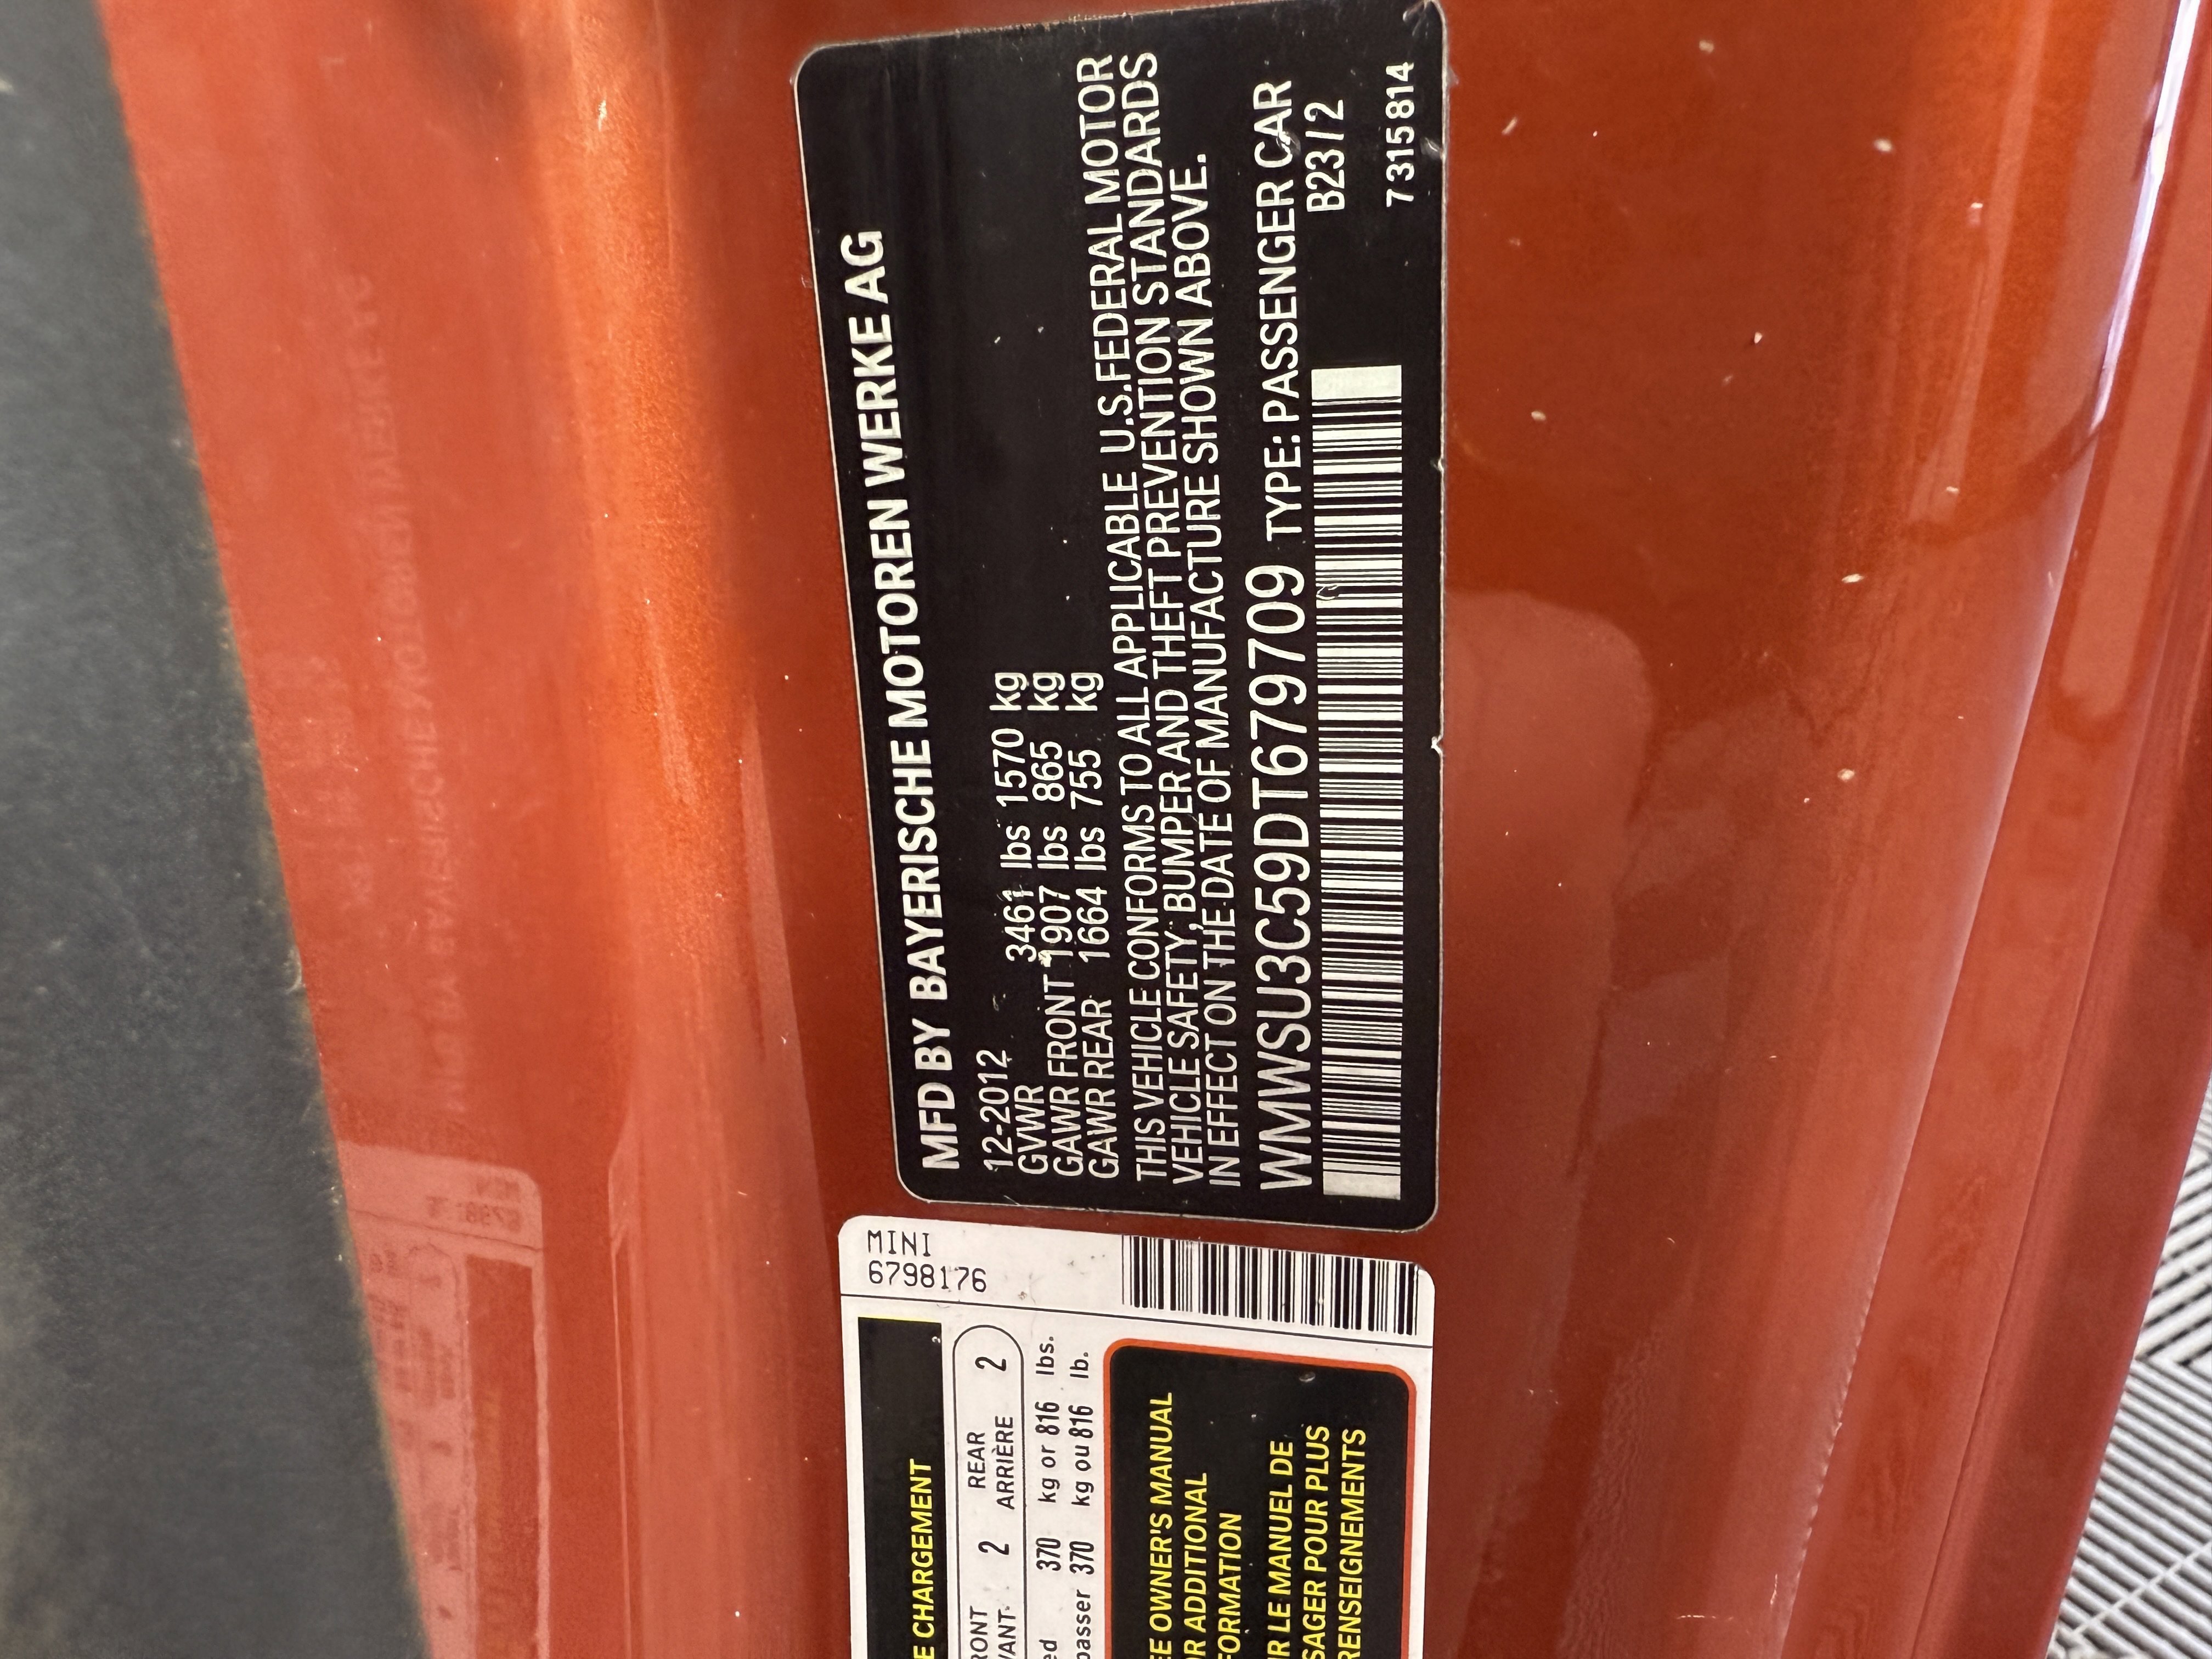 MFD BY BAYERISCHE MOTOREN WERKE AG
12-2012
GVWR 3461 lbs 1570 kg
GAWR FRONT 1907 lbs 865 kg
GAWR REAR 1664 lbs 755 kg
THIS VEHICLE CONFORMS TO ALL APPLICABLE U.S.FEDERAL MOTOR
VEHICLE SAFETY, BUMPER AND THEFT PREVENTION STANDARDS
IN EFFECT ON THE DATE OF MANUFACTURE SHOWN ABOVE.
WMWSU3C59DT679709 TYPE: PASSENGER CAR
B23/2
7315814
MINI
6798176
E CHARGEMENT
RONT 2 REAR 2
VANT ARRIÈRE
ed 370 kg or 816 lbs.
passer 370 kg ou 816 lb.
EE OWNER'S MANUAL
OR ADDITIONAL
FORMATION
IR LE MANUEL DE
SAGER POUR PLUS
RENSEIGNEMENTS